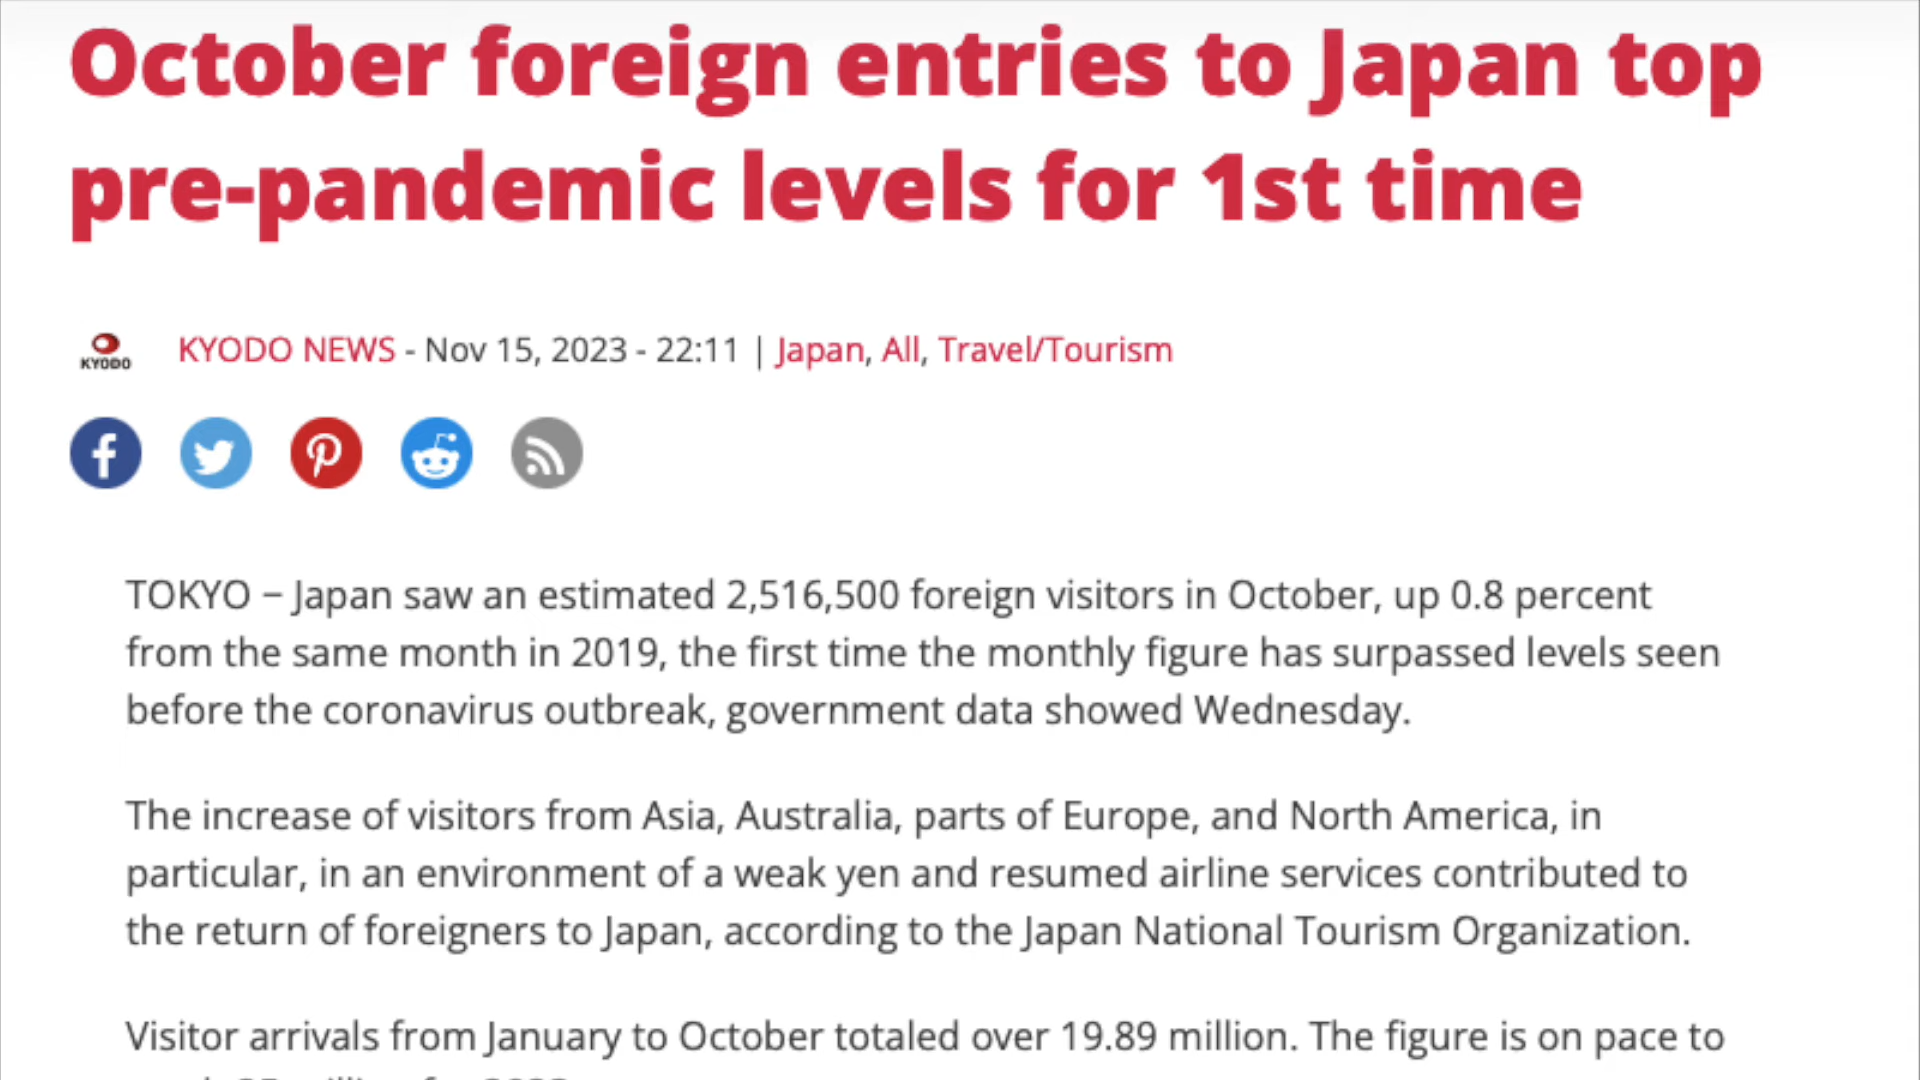 October foreign entries to Japan top
pre-pandemic levels for 1st time
KYODO
KYODO NEWS - Nov 15, 2023 - 22:11 | Japan, All, Travel/Tourism
TOKYO – Japan saw an estimated 2,516,500 foreign visitors in October, up 0.8 percent
from the same month in 2019, the first time the monthly figure has surpassed levels seen
before the coronavirus outbreak, government data showed Wednesday.
The increase of visitors from Asia, Australia, parts of Europe, and North America, in
particular, in an environment of a weak yen and resumed airline services contributed to
the return of foreigners to Japan, according to the Japan National Tourism Organization.
Visitor arrivals from January to October totaled over 19.89 million. The figure is on pace to